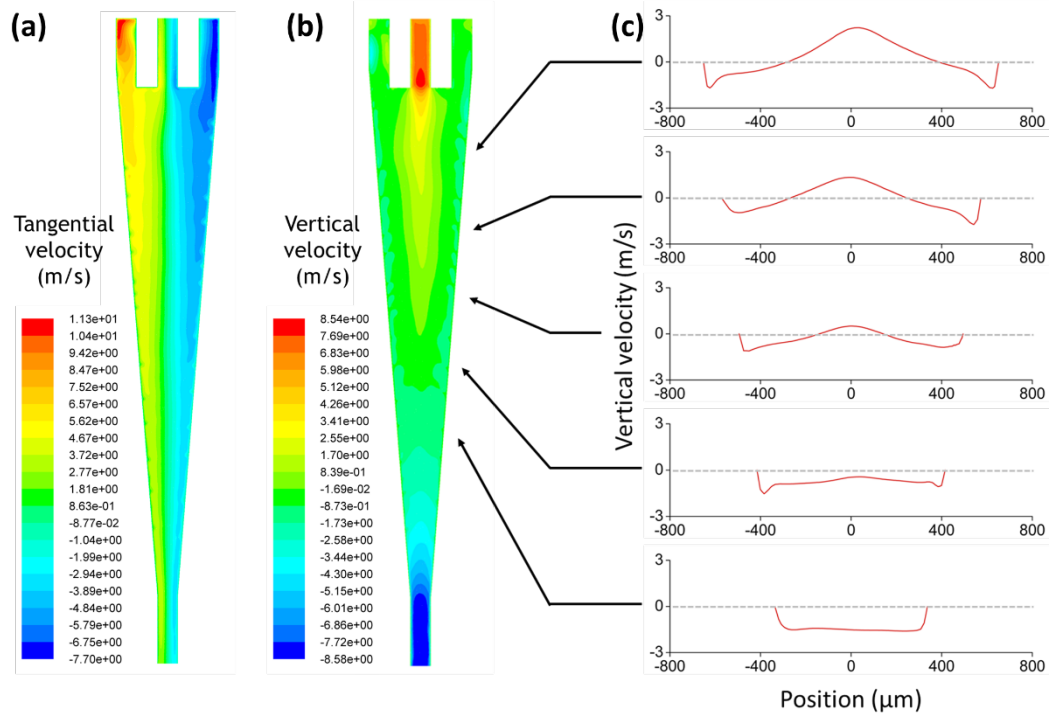 (a)
(b)
(c)
Tangential
velocity
(m/s)
1.13e+01
1.04e+01
9.42e+00
8.47e+00
7.52e+00
6.57e+00
5.62e+00
4.67e+00
3.72e+00
2.77e+00
1.81e+00
8.63e-01
-8.77e-02
-1.04e+00
-1.99e+00
-2.94e+00
-3.89e+00
-4.84e+00
-5.79e+00
-6.75e+00
-7.70e+00
Vertical
velocity
(m/s)
8.54e+00
7.69e+00
6.83e+00
5.98e+00
5.12e+00
4.26e+00
3.41e+00
2.55e+00
1.70e+00
8.39e-01
-1.69e-02
-8.73e-01
-1.73e+00
-2.58e+00
-3.44e+00
-4.30e+00
-5.15e+00
-6.01e+00
-6.86e+00
-7.72e+00
-8.58e+00
Vertical velocity (m/s)
3
0
-3
-800 -400 0 400 800
3
0
-3
-800 -400 0 400 800
3
0
-3
-800 -400 0 400 800
3
0
-3
-800 -400 0 400 800
3
0
-3
-800 -400 0 400 800
Position (μm)